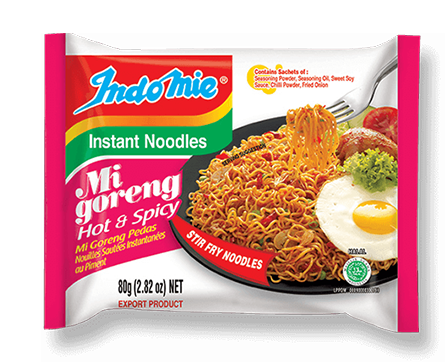 Indomie®
Contains Sachets of:
Seasoning Powder, Seasoning Oil, Sweet Soy
Sauce, Chilli Powder, Fried Onion
Instant Noodles
Mi
goreng
Hot & Spicy
Mi Goreng Pedas
Nouilles Sautées Instantanées
au Piment
STIR FRY NOODLES
80g (2.82 oz) NET
EXPORT PRODUCT
HALAL